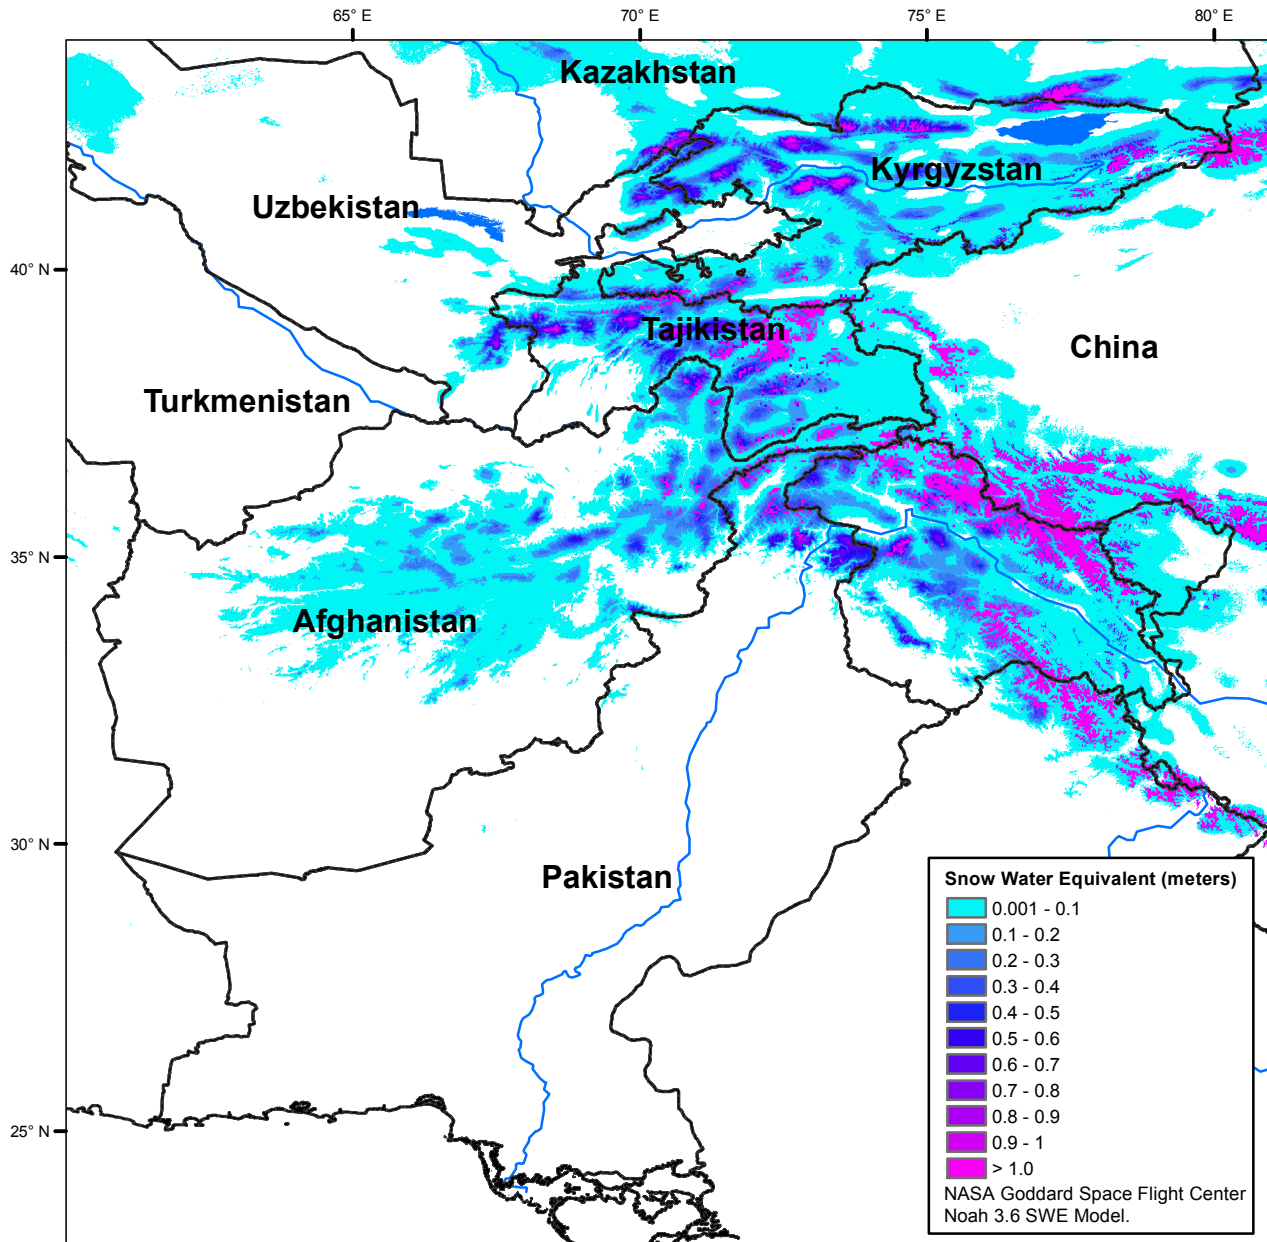 65° E
70° E
75° E
80° E
Kazakhstan
Kyrgyzstan
Uzbekistan
40° N
Tajikistan
China
Turkmenistan
35° N
Afghanistan
30° N
Pakistan
25° N
Snow Water Equivalent (meters)
0.001 - 0.1
0.1 - 0.2
0.2 - 0.3
0.3 - 0.4
0.4 - 0.5
0.5 - 0.6
0.6 - 0.7
0.7 - 0.8
0.8 - 0.9
0.9 - 1
> 1.0
NASA Goddard Space Flight Center
Noah 3.6 SWE Model.